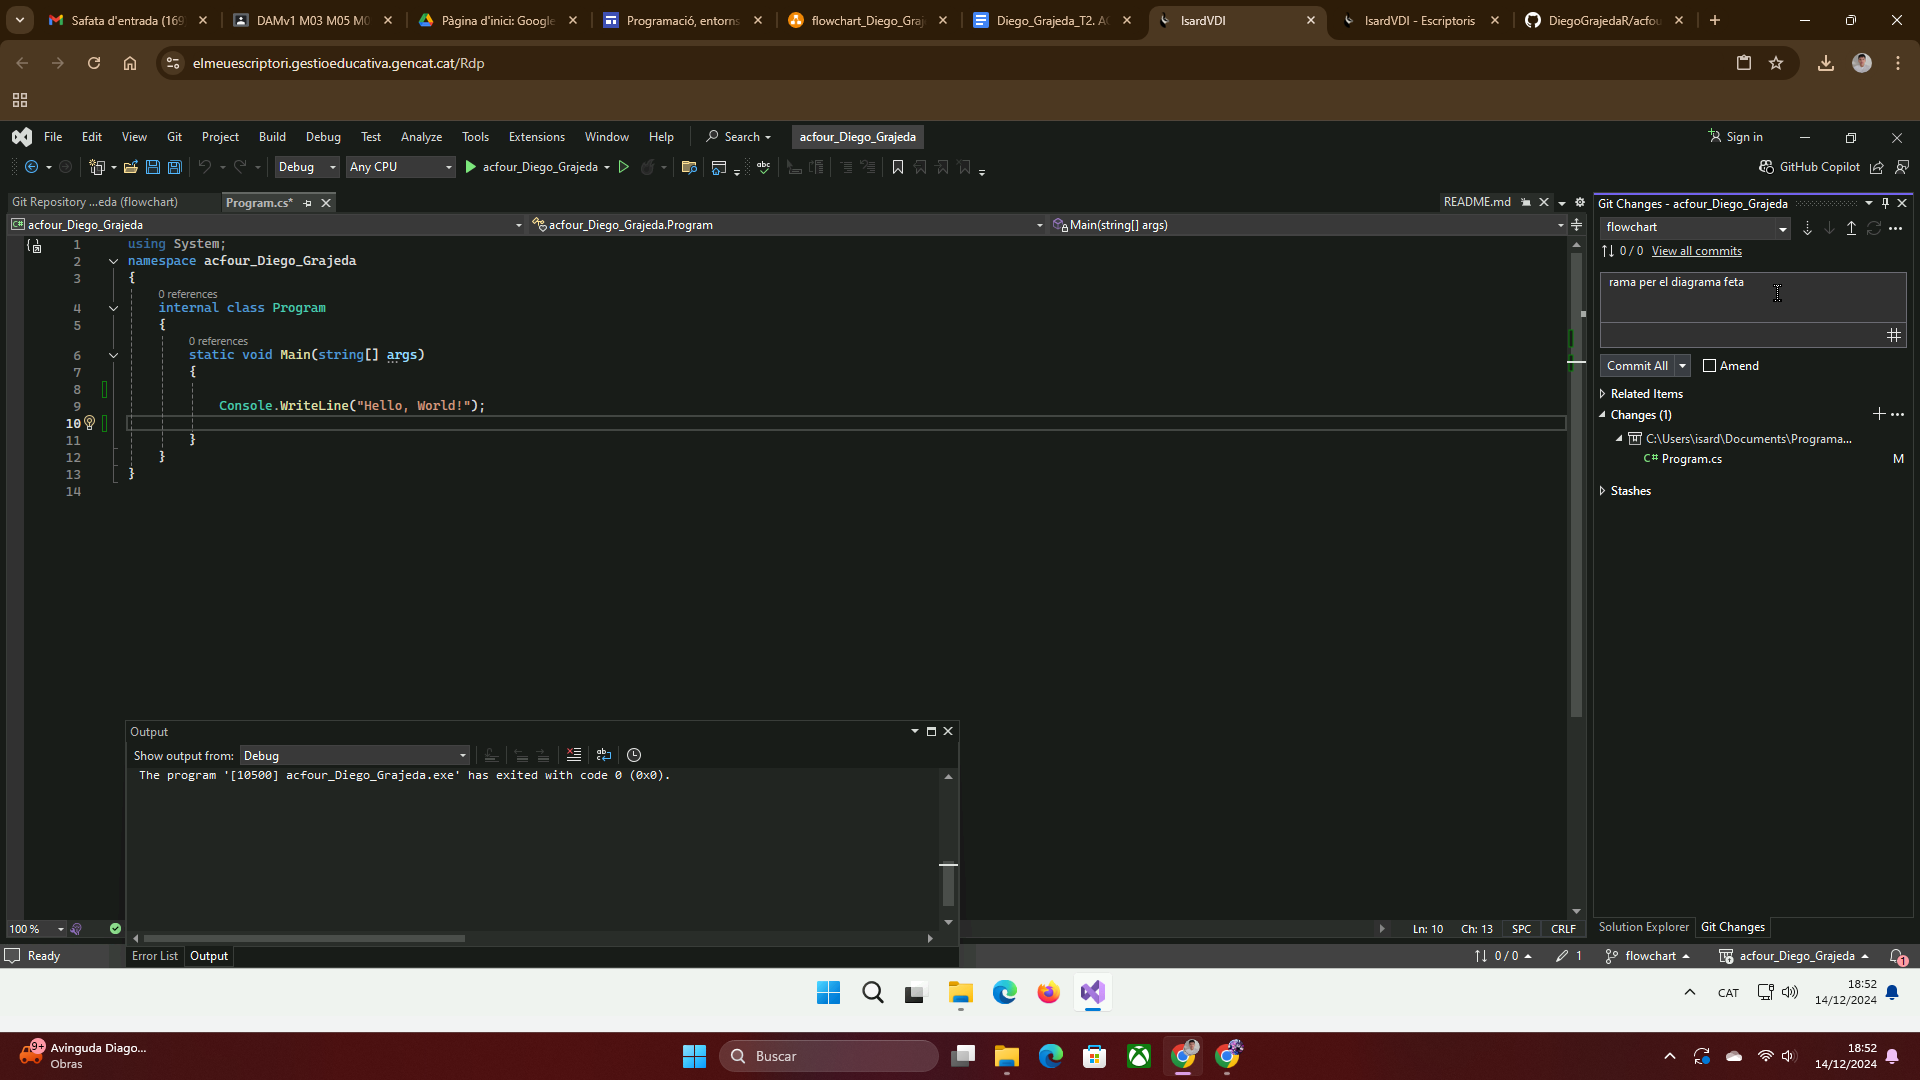 Safata d'entrada (169
DAMv1 M03 M05 M0
Pàgina d'inici: Google
Programació, entorns
flowchart_Diego_Graj
Diego_Grajeda_T2. AC
IsardVDI
IsardVDI - Escriptoris
DiegoGrajedaR/acfou
elmeuescriptori.gestioeducativa.gencat.cat/Rdp
File Edit View Git Project Build Debug Test Analyze Tools Extensions Window Help Search acfour_Diego_Grajeda Sign in
Debug Any CPU acfour_Diego_Grajeda GitHub Copilot
Git Repository ...eda (flowchart) Program.cs* README.md
acfour_Diego_Grajeda acfour_Diego_Grajeda.Program Main(string[] args)
1 using System;
2 namespace acfour_Diego_Grajeda
3 {
0 references
4 internal class Program
5 {
0 references
6 static void Main(string[] args)
7 {
8
9 Console.WriteLine("Hello, World!");
10
11 }
12 }
13 }
14
Git Changes - acfour_Diego_Grajeda
flowchart
0 / 0 View all commits
rama per el diagrama feta
Commit All Amend
Related Items
Changes (1)
C:\Users\isard\Documents\Programa...
C# Program.cs M
Stashes
Output
Show output from: Debug
The program '[10500] acfour_Diego_Grajeda.exe' has exited with code 0 (0x0).
100 % Ln: 10 Ch: 13 SPC CRLF
Solution Explorer Git Changes
Error List Output
Ready 0 / 0 1 flowchart acfour_Diego_Grajeda 1
CAT 18:52
14/12/2024
9+ Avinguda Diago...
Obras
Buscar
18:52
14/12/2024